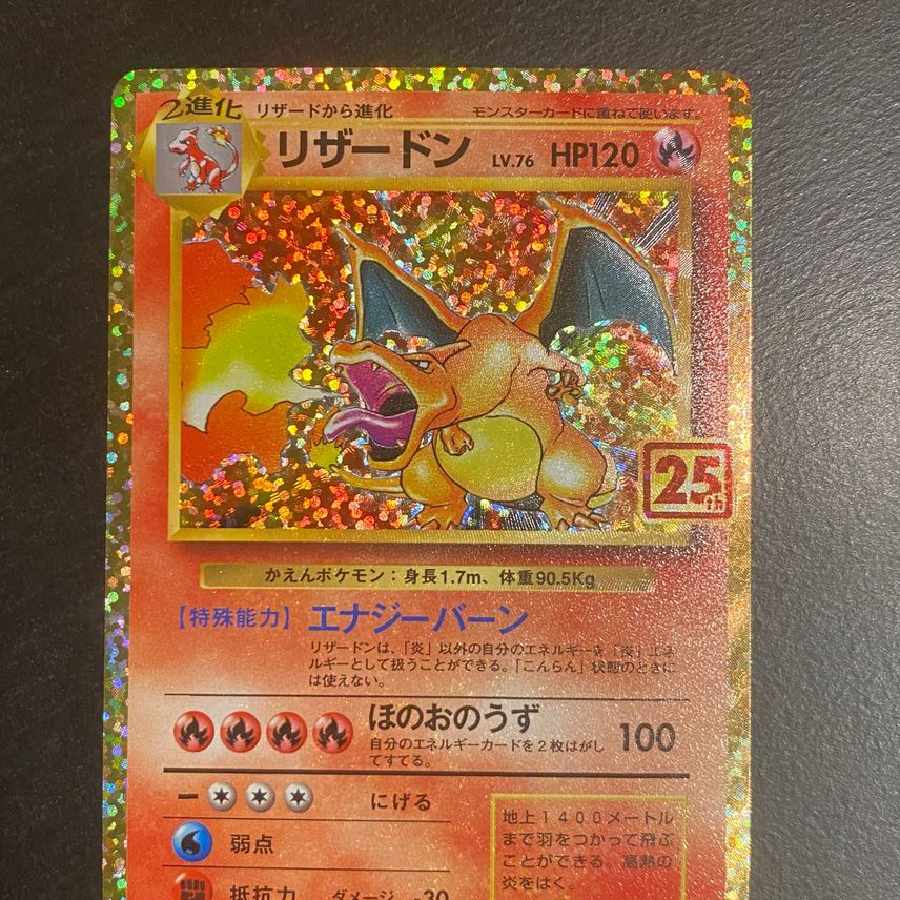 2進化 リザードから進化 モンスターカードに重ねて使います。
リザードン LV.76 HP120
25th
かえんポケモン：身長1.7m、体重90.5Kg
【特殊能力】 エナジーバーン
リザードンは、「炎」以外の自分のエネルギーを「炎」エネ
ルギーとして扱うことができる。「こんらん」状態のときに
は使えない。
ほのおのうず 100
自分のエネルギーカードを2枚はがし
てすてる。
にげる
弱点
抵抗力 ダメージ -30
地上1400メートル
まで羽をつかって飛ぶ
ことができる 高熱の
炎をはく。